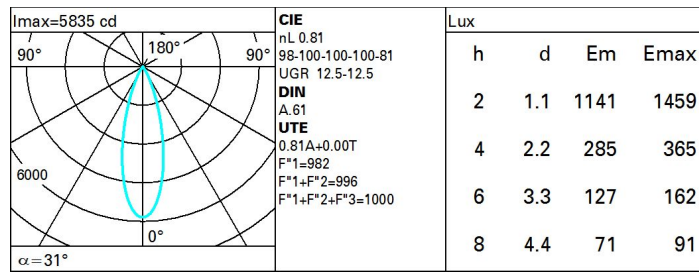 Imax=5835 cd
90° 180° 90°
6000
0°
α=31°
CIE
nL 0.81
98-100-100-100-81
UGR 12.5-12.5
DIN
A.61
UTE
0.81A+0.00T
F"1=982
F"1+F"2=996
F"1+F"2+F"3=1000
Lux
h d Em Emax
2 1.1 1141 1459
4 2.2 285 365
6 3.3 127 162
8 4.4 71 91